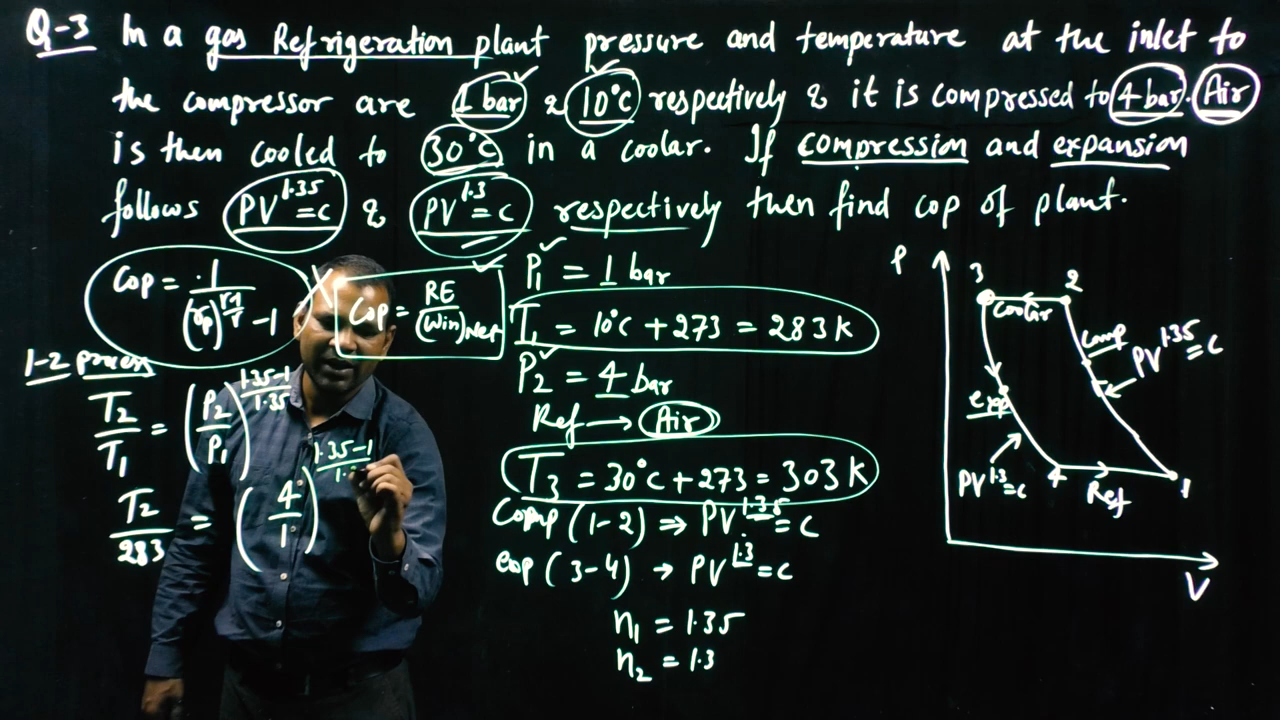 Q-3 In a gas Refrigeration plant pressure and temperature at the inlet to
the compressor are 1 bar & 10°C respectively & it is compressed to 4 bar. Air
is then cooled to 30°C in a coolar. If compression and expansion
follows PV^1.35 = C & PV^1.3 = C respectively then find cop of plant.
Cop = 1 / ((rp)^(r-1/r) - 1)
Cop = RE / (Win)Net
1-2 process
T2/T1 = (P2/P1)^(1.35-1/1.35)
T2/283 = (4/1)^(1.35-1/
P1 = 1 bar
T1 = 10°C + 273 = 283 K
P2 = 4 bar
Ref → Air
T3 = 30°C + 273 = 303 K
Comp (1-2) ⇒ PV^1.35 = C
exp (3-4) → PV^1.3 = C
n1 = 1.35
n2 = 1.3
P
3
2
Coolar
Comp
PV^1.35 = C
exp
PV^1.3 = C
4
Ref
1
V